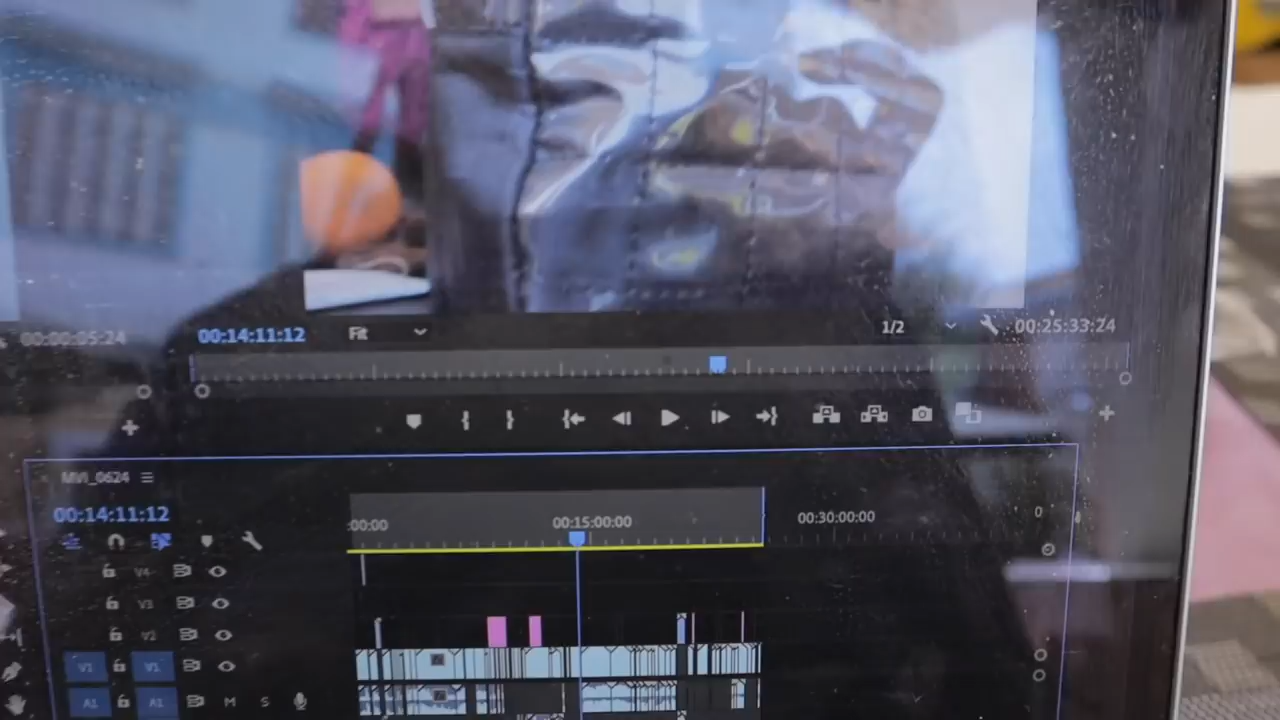 00:00:05:24
00:14:11:12 Fit 1/2 00:25:33:24
MVI_0624
00:14:11:12
:00:00 00:15:00:00 00:30:00:00 0
V4
V3
V2
V1 V1
A1 A1 M S